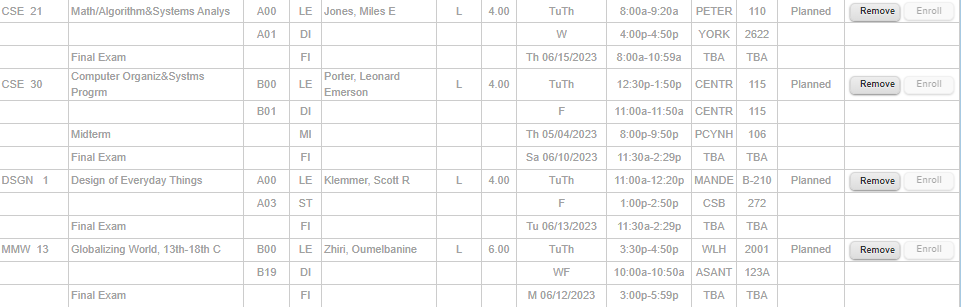 CSE 21 Math/Algorithm&Systems Analys A00 LE Jones, Miles E L 4.00 TuTh 8:00a-9:20a PETER 110 Planned Remove Enroll
A01 DI W 4:00p-4:50p YORK 2622
Final Exam FI Th 06/15/2023 8:00a-10:59a TBA TBA
CSE 30 Computer Organiz&Systms Progrm B00 LE Porter, Leonard Emerson L 4.00 TuTh 12:30p-1:50p CENTR 115 Planned Remove Enroll
B01 DI F 11:00a-11:50a CENTR 115
Midterm MI Th 05/04/2023 8:00p-9:50p PCYNH 106
Final Exam FI Sa 06/10/2023 11:30a-2:29p TBA TBA
DSGN 1 Design of Everyday Things A00 LE Klemmer, Scott R L 4.00 TuTh 11:00a-12:20p MANDE B-210 Planned Remove Enroll
A03 ST F 1:00p-2:50p CSB 272
Final Exam FI Tu 06/13/2023 11:30a-2:29p TBA TBA
MMW 13 Globalizing World, 13th-18th C B00 LE Zhiri, Oumelbanine L 6.00 TuTh 3:30p-4:50p WLH 2001 Planned Remove Enroll
B19 DI WF 10:00a-10:50a ASANT 123A
Final Exam FI M 06/12/2023 3:00p-5:59p TBA TBA